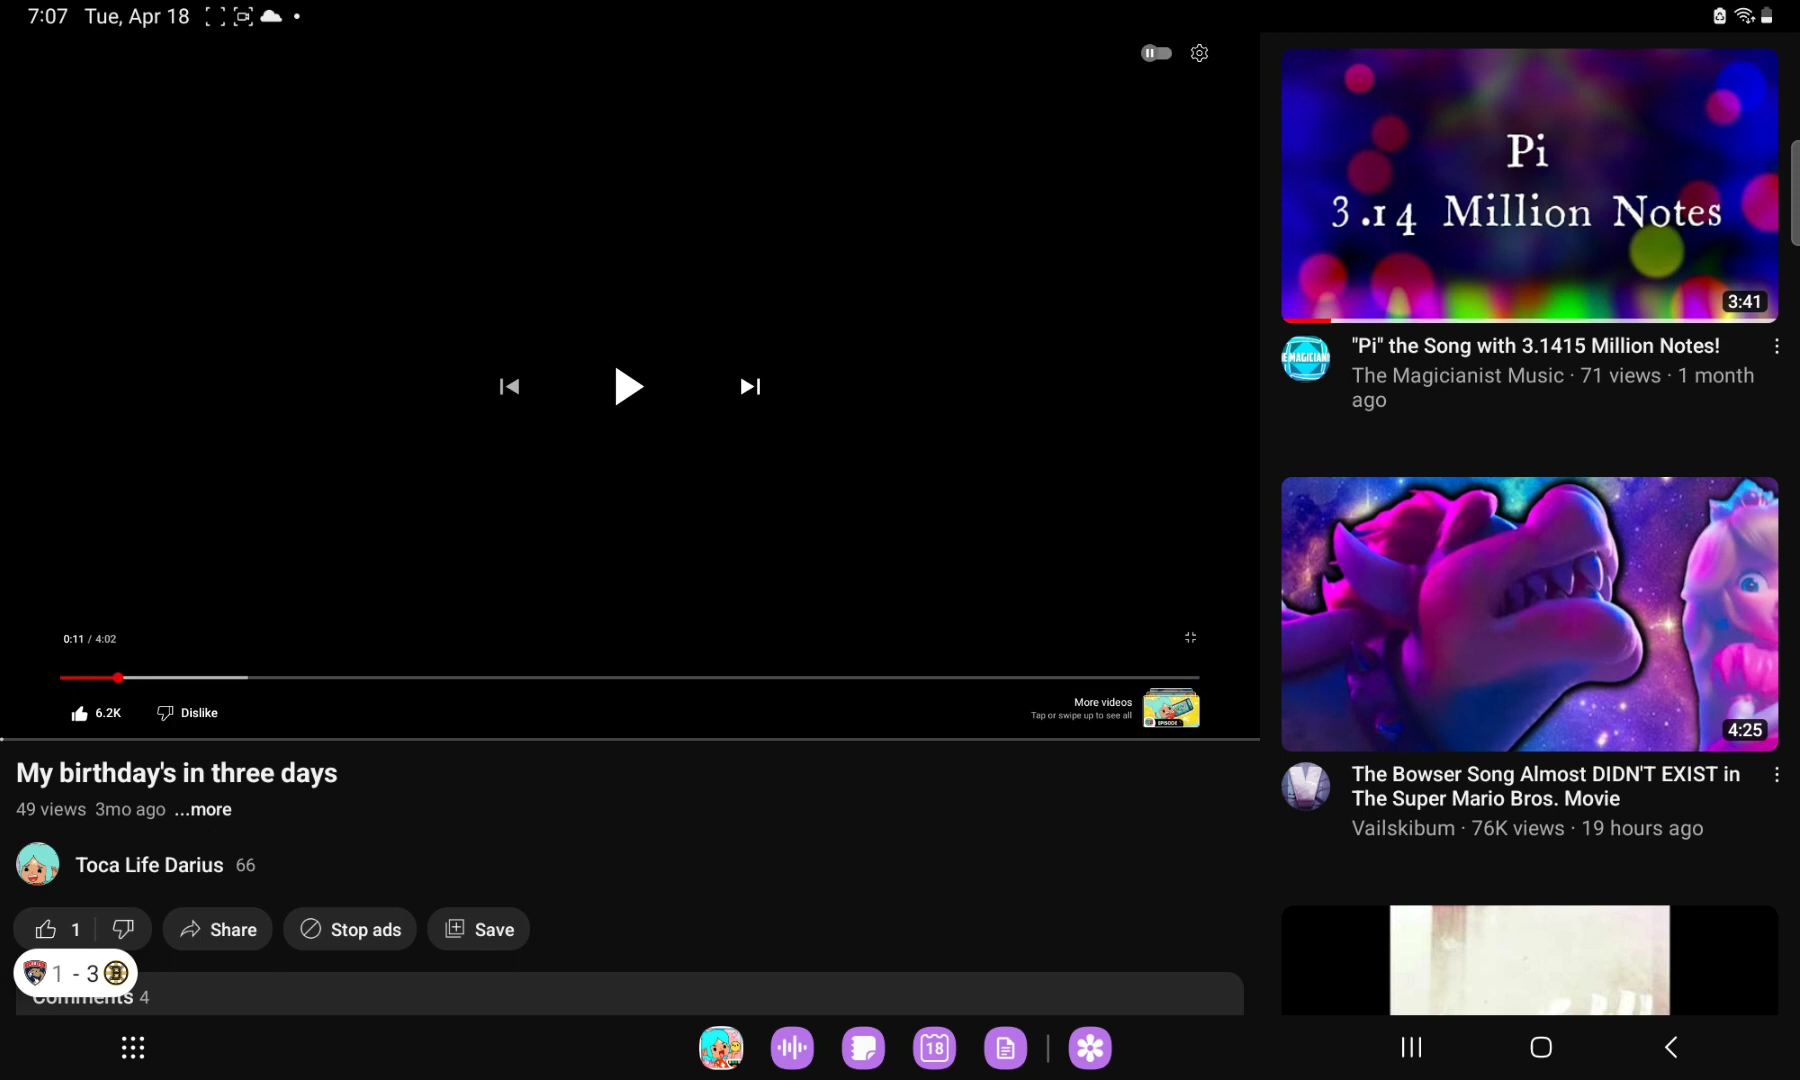 7:07 Tue, Apr 18
0:11 / 4:02
6.2K Dislike
More videos
Tap or swipe up to see all
EPISODE
My birthday's in three days
49 views 3mo ago ...more
Toca Life Darius 66
1 Share Stop ads Save
1 - 3 B
Comments 4
Pi
3.14 Million Notes
3:41
E MAGICIANI
"Pi" the Song with 3.1415 Million Notes!
The Magicianist Music · 71 views · 1 month
ago
4:25
The Bowser Song Almost DIDN'T EXIST in
The Super Mario Bros. Movie
Vailskibum · 76K views · 19 hours ago
18